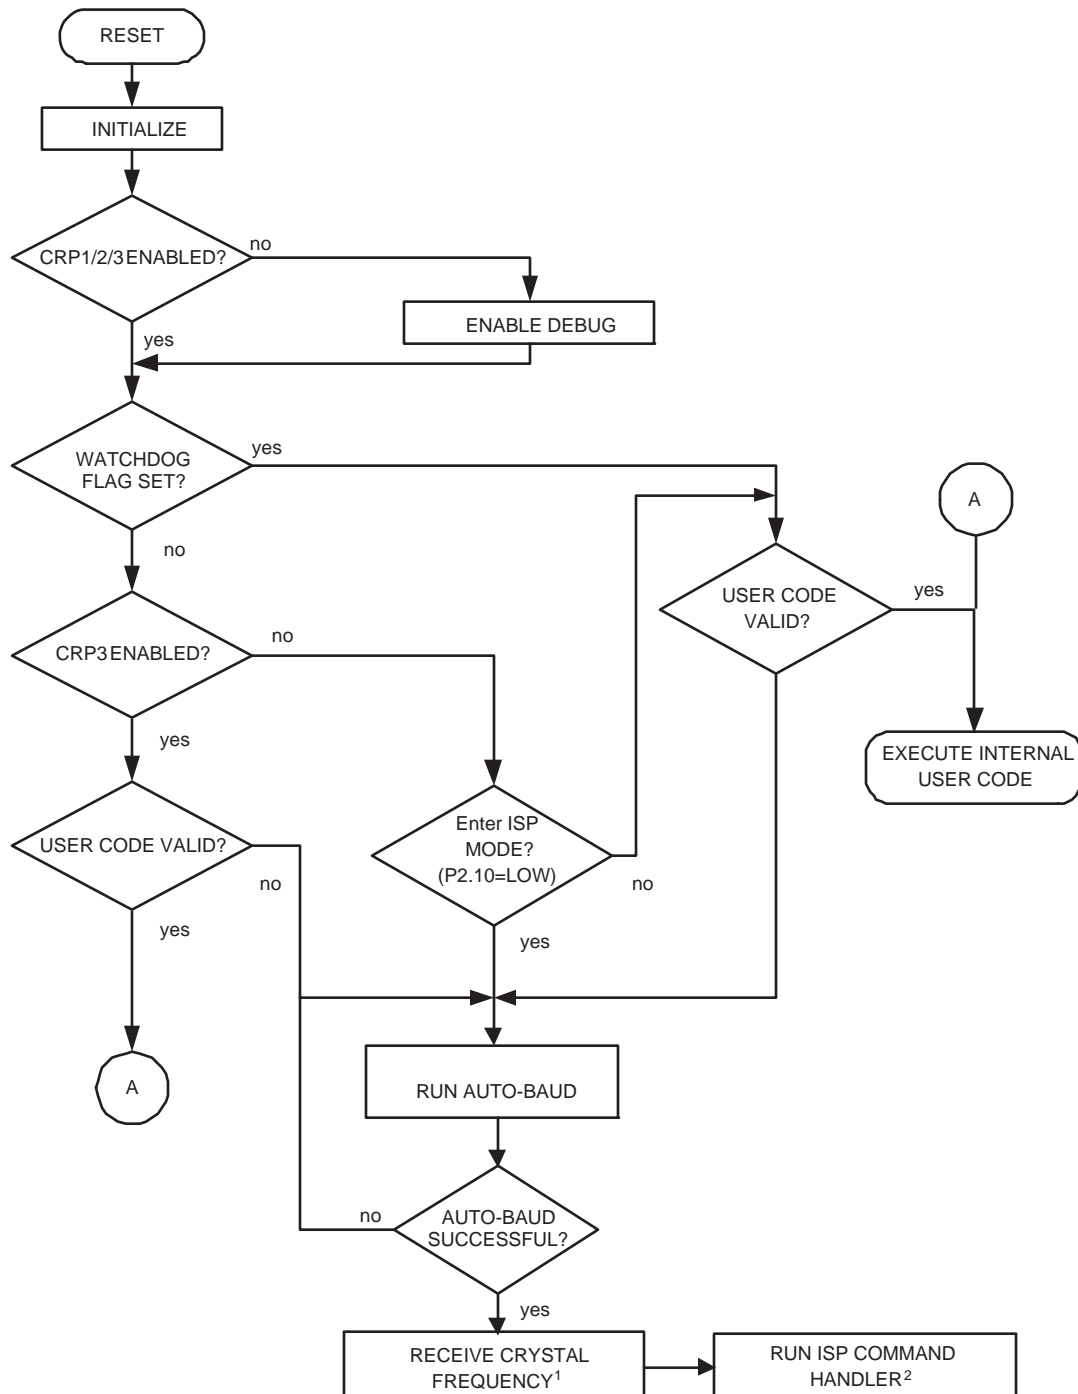 RESET
INITIALIZE
CRP1/2/3 ENABLED?
no
ENABLE DEBUG
yes
WATCHDOG
FLAG SET?
yes
A
no
USER CODE
VALID?
yes
CRP3 ENABLED?
no
yes
EXECUTE INTERNAL
USER CODE
USER CODE VALID?
no
Enter ISP
MODE?
(P2.10=LOW)
no
yes
yes
A
RUN AUTO-BAUD
no
AUTO-BAUD
SUCCESSFUL?
yes
RECEIVE CRYSTAL
FREQUENCY¹
RUN ISP COMMAND
HANDLER²